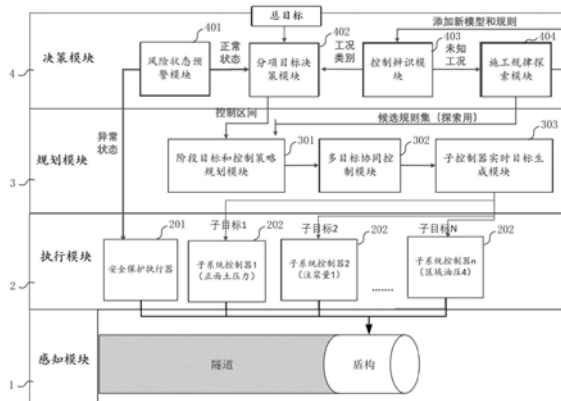 总目标
添加新模型和规则
401
402
403
404
决策模块
4
风险状态预
警模块
正常
状态
分项目标决
策模块
工况
类别
控制辨识模
块
未知
工况
施工规律探
索模块
异常
状态
控制区间
候选规则集（探索用）
规划模块
3
阶段目标和控制策略
规划模块
301
多目标协同控
制模块
302
子控制器实时目标生
成模块
303
执行模块
2
201
子目标1
202
子目标2
202
子目标N
202
安全保护执行器
子系统控制器1
（正面土压力）
子系统控制器2
（注浆量1）
……
子系统控制器n
（区域油压4）
感知模块
1
隧道
盾构